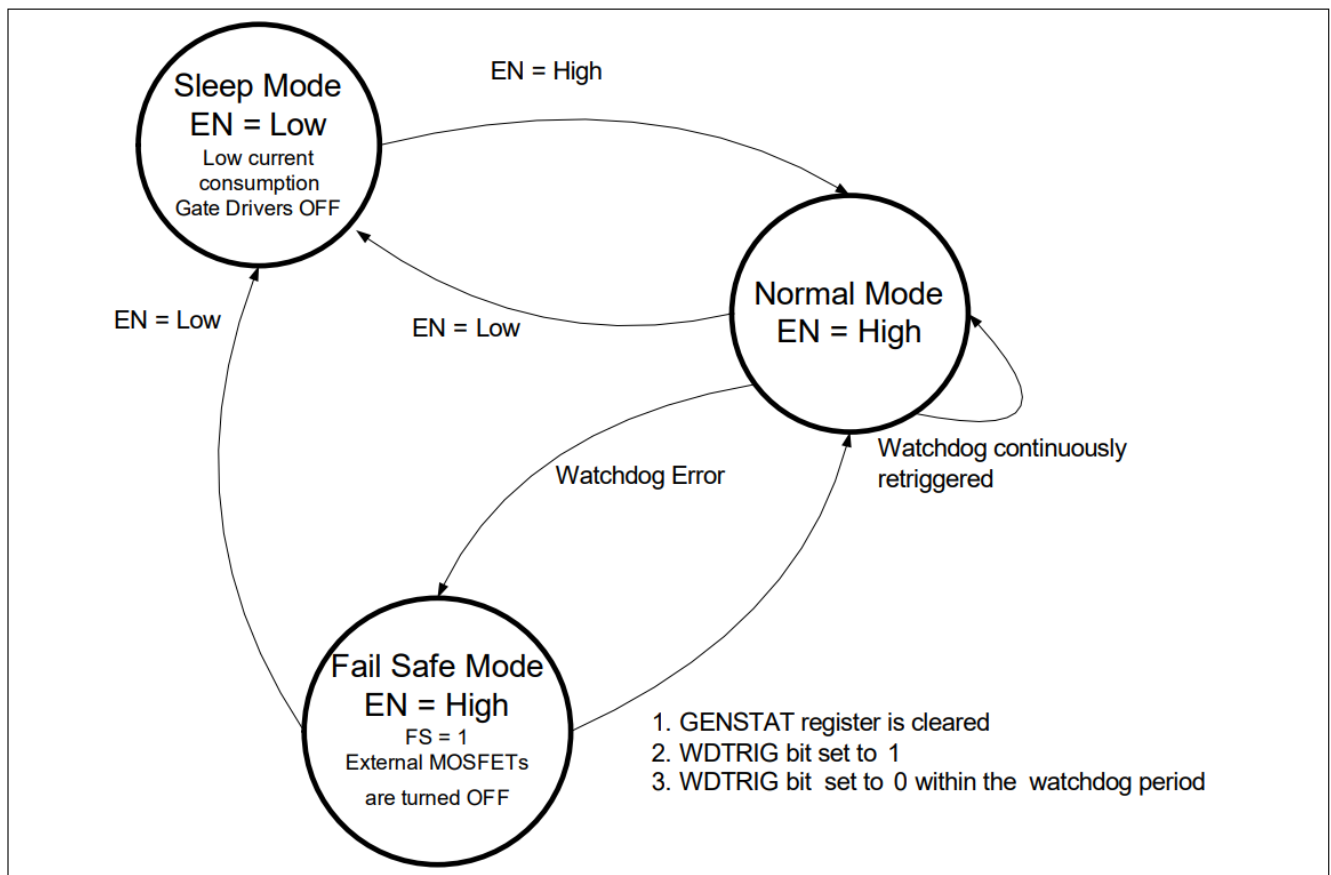 Sleep Mode
EN = Low
Low current
consumption
Gate Drivers OFF
EN = High
Normal Mode
EN = High
EN = Low
EN = Low
Watchdog continuously
retriggered
Watchdog Error
Fail Safe Mode
EN = High
FS = 1
External MOSFETs
are turned OFF
1. GENSTAT register is cleared
2. WDTRIG bit set to 1
3. WDTRIG bit set to 0 within the watchdog period